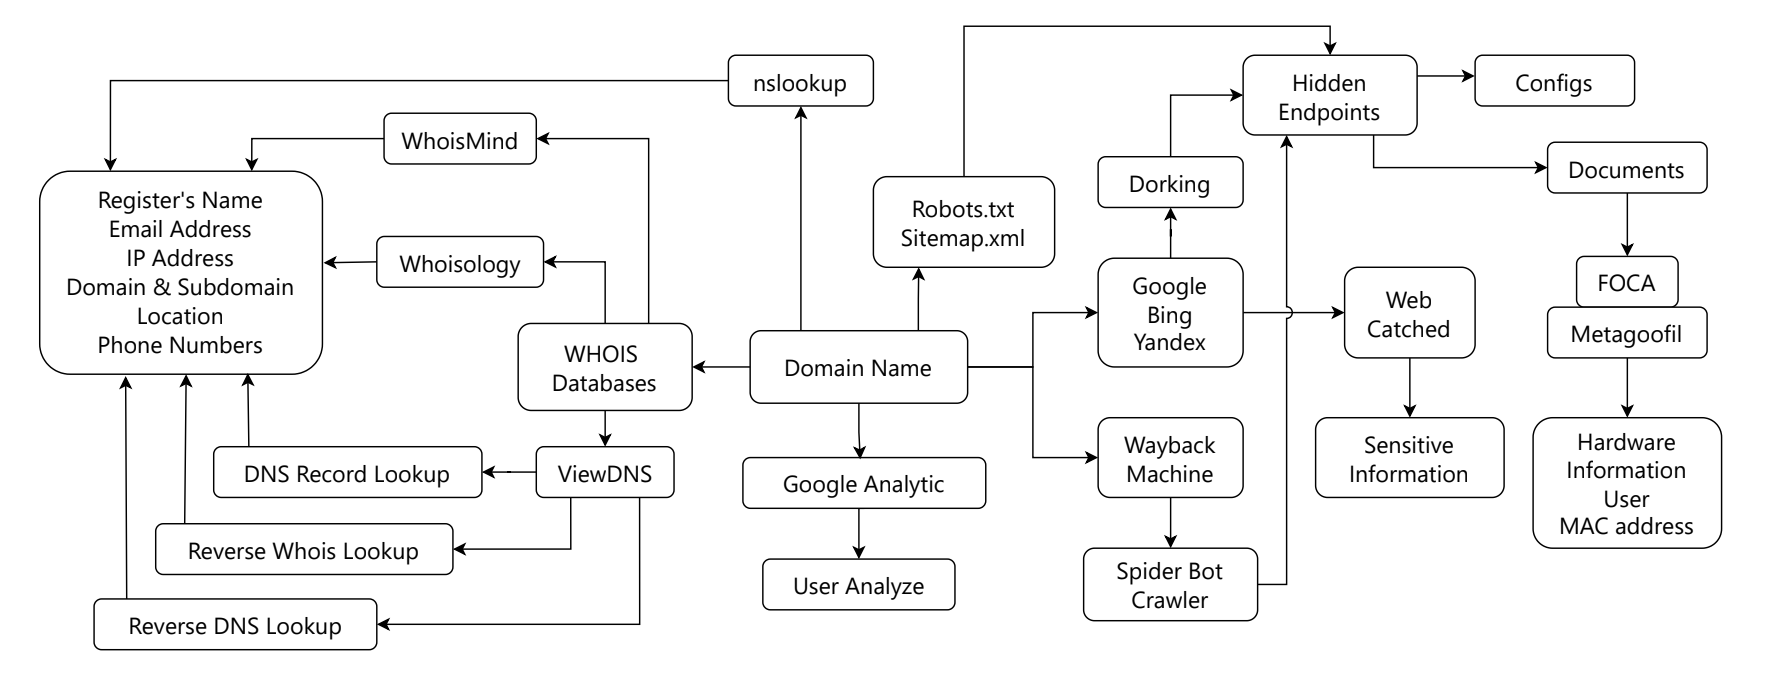 nslookup
Hidden
Endpoints
Configs
WhoisMind
Documents
Dorking
Register's Name
Email Address
IP Address
Domain & Subdomain
Location
Phone Numbers
Robots.txt
Sitemap.xml
Whoisology
Google
Bing
Yandex
Web
Catched
FOCA
Metagoofil
WHOIS
Databases
Domain Name
Wayback
Machine
Sensitive
Information
Hardware
Information
User
MAC address
DNS Record Lookup
ViewDNS
Google Analytic
Reverse Whois Lookup
User Analyze
Spider Bot
Crawler
Reverse DNS Lookup